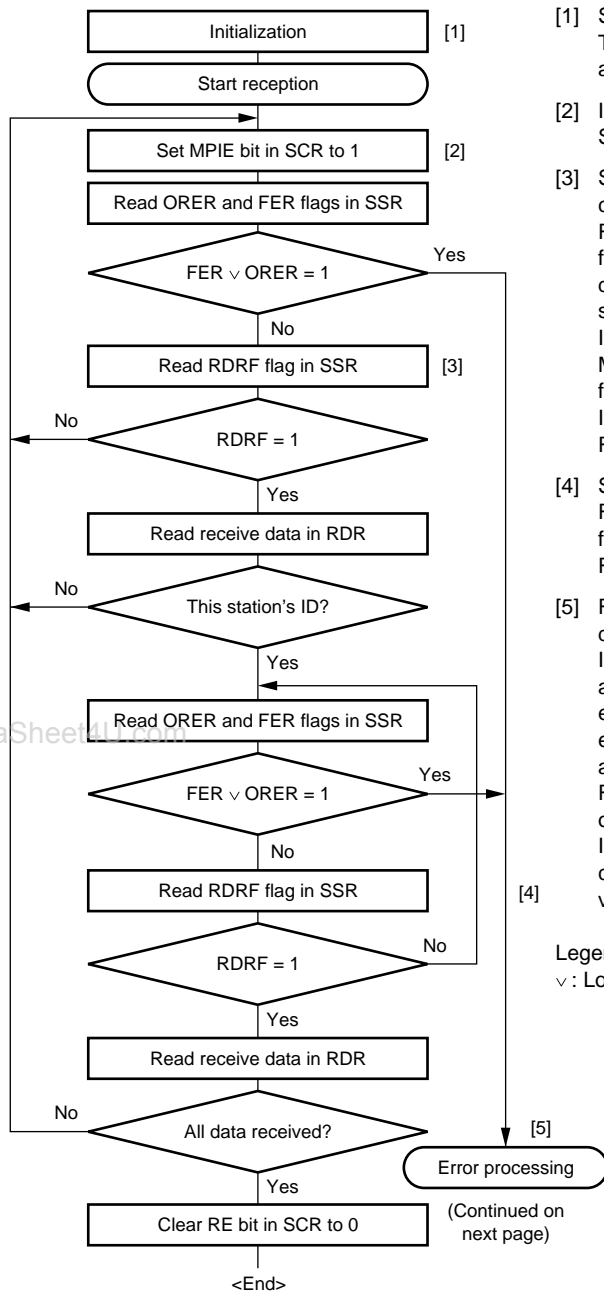 Initialization
[1]
Start reception
Set MPIE bit in SCR to 1
[2]
Read ORER and FER flags in SSR
Yes
FER ∨ ORER = 1
No
Read RDRF flag in SSR
[3]
No
RDRF = 1
Yes
Read receive data in RDR
No
This station's ID?
Yes
Read ORER and FER flags in SSR
aSheet4U.com
Yes
FER ∨ ORER = 1
No
Read RDRF flag in SSR
[4]
No
RDRF = 1
Yes
Read receive data in RDR
No
All data received?
[5]
Error processing
Yes
(Continued on
next page)
Clear RE bit in SCR to 0
<End>
[1]
[2]
[3]
[4]
[5]
∨ :